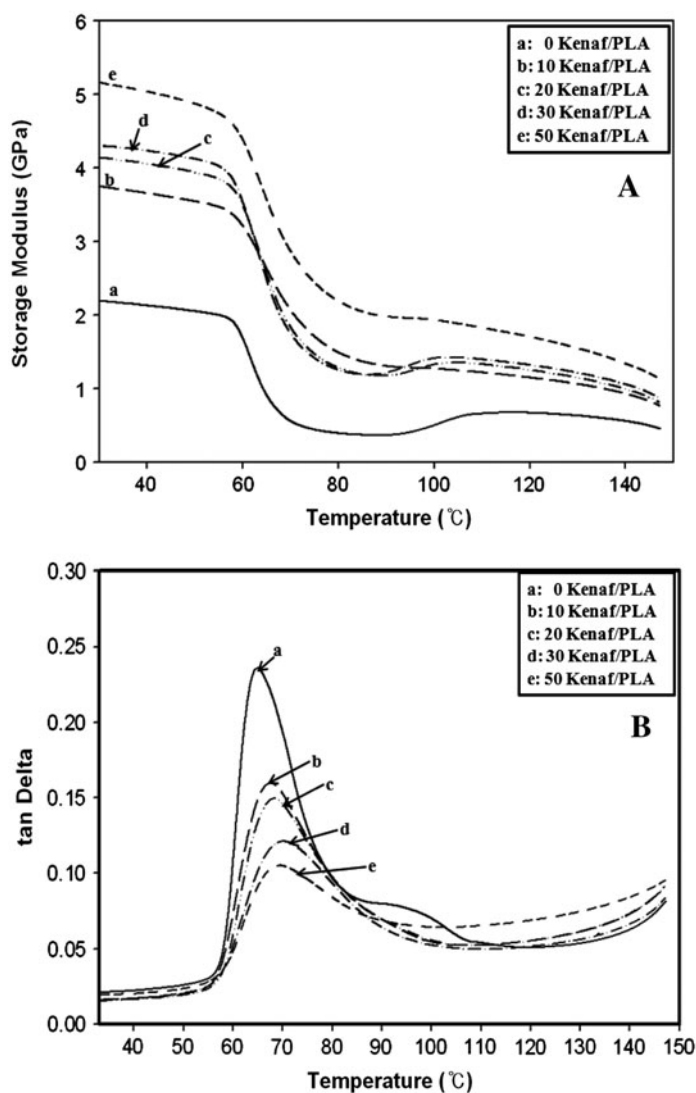 6
5
4
3
2
1
0
Storage Modulus (GPa)
a: 0 Kenaf/PLA
b: 10 Kenaf/PLA
c: 20 Kenaf/PLA
d: 30 Kenaf/PLA
e: 50 Kenaf/PLA
A
e
d
c
b
a
40 60 80 100 120 140
Temperature (℃)
0.30
0.25
0.20
0.15
0.10
0.05
0.00
tan Delta
a: 0 Kenaf/PLA
b: 10 Kenaf/PLA
c: 20 Kenaf/PLA
d: 30 Kenaf/PLA
e: 50 Kenaf/PLA
B
a
b
c
d
e
40 50 60 70 80 90 100 110 120 130 140 150
Temperature (℃)